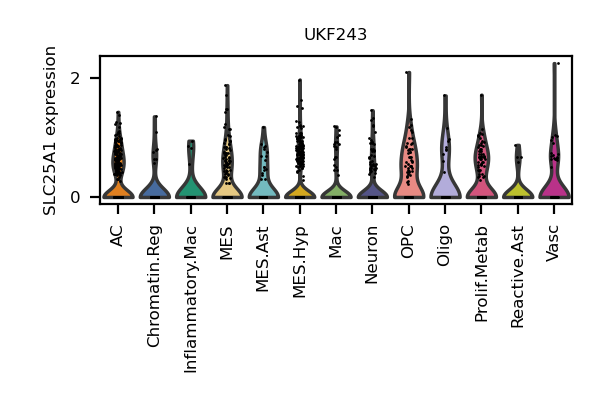 UKF243
SLC25A1 expression
2
0
AC
Chromatin.Reg
Inflammatory.Mac
MES
MES.Ast
MES.Hyp
Mac
Neuron
OPC
Oligo
Prolif.Metab
Reactive.Ast
Vasc